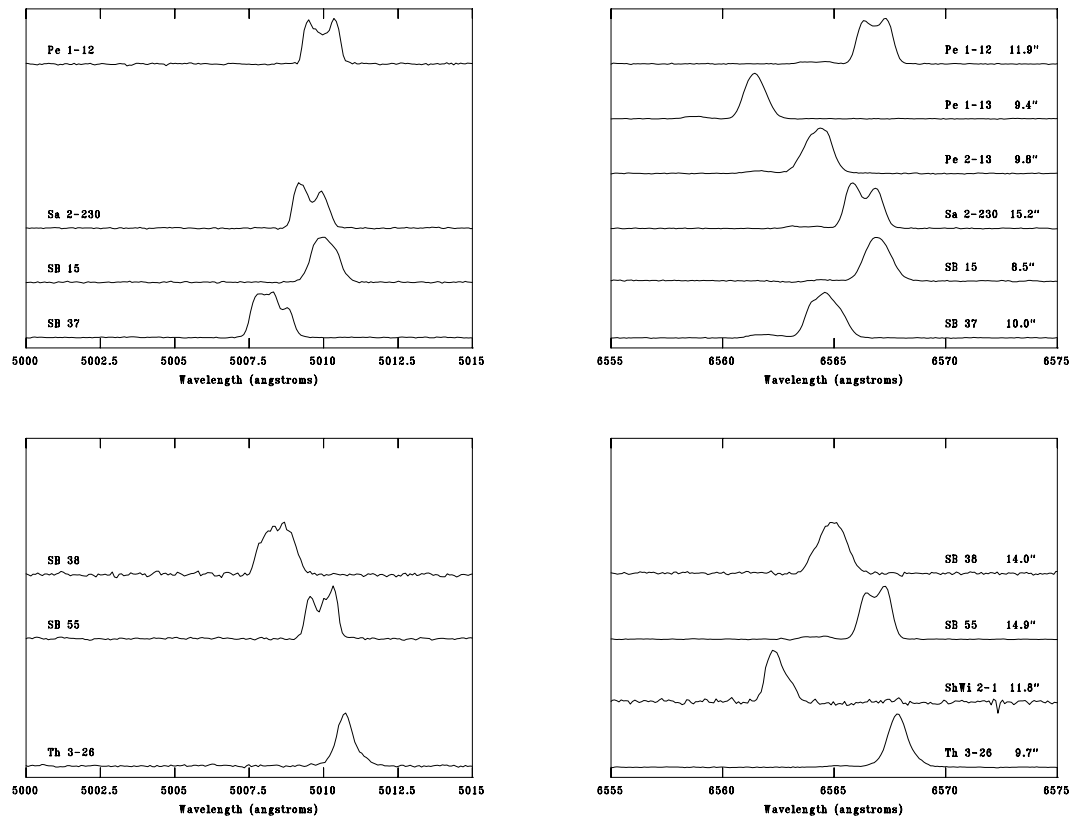 Pe 1-12
Sa 2-230
SB 15
SB 37
5000 5002.5 5005 5007.5 5010 5012.5 5015
Wavelength (angstroms)
Pe 1-12 11.9"
Pe 1-13 9.4"
Pe 2-13 9.8"
Sa 2-230 15.2"
SB 15 8.5"
SB 37 10.0"
6555 6560 6565 6570 6575
Wavelength (angstroms)
SB 38
SB 55
Th 3-26
5000 5002.5 5005 5007.5 5010 5012.5 5015
Wavelength (angstroms)
SB 38 14.0"
SB 55 14.9"
ShWi 2-1 11.8"
Th 3-26 9.7"
6555 6560 6565 6570 6575
Wavelength (angstroms)